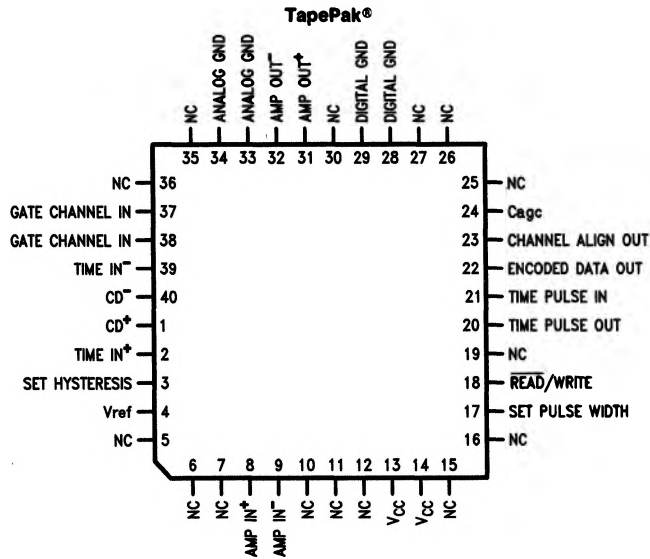 TapePak®
NC
ANALOG GND
ANALOG GND
AMP OUT-
AMP OUT+
NC
DIGITAL GND
DIGITAL GND
NC
NC
35 34 33 32 31 30 29 28 27 26
NC 36
GATE CHANNEL IN 37
GATE CHANNEL IN 38
TIME IN- 39
CD- 40
CD+ 1
TIME IN+ 2
SET HYSTERESIS 3
Vref 4
NC 5
25 NC
24 Cagc
23 CHANNEL ALIGN OUT
22 ENCODED DATA OUT
21 TIME PULSE IN
20 TIME PULSE OUT
19 NC
18 READ/WRITE
17 SET PULSE WIDTH
16 NC
6 7 8 9 10 11 12 13 14 15
NC
NC
AMP IN+
AMP IN-
NC
NC
NC
VCC
VCC
NC